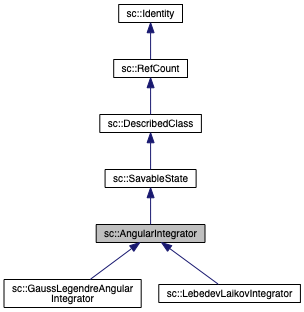 sc::Identity
sc::RefCount
sc::DescribedClass
sc::SavableState
sc::AngularIntegrator
sc::GaussLegendreAngular
Integrator
sc::LebedevLaikovIntegrator